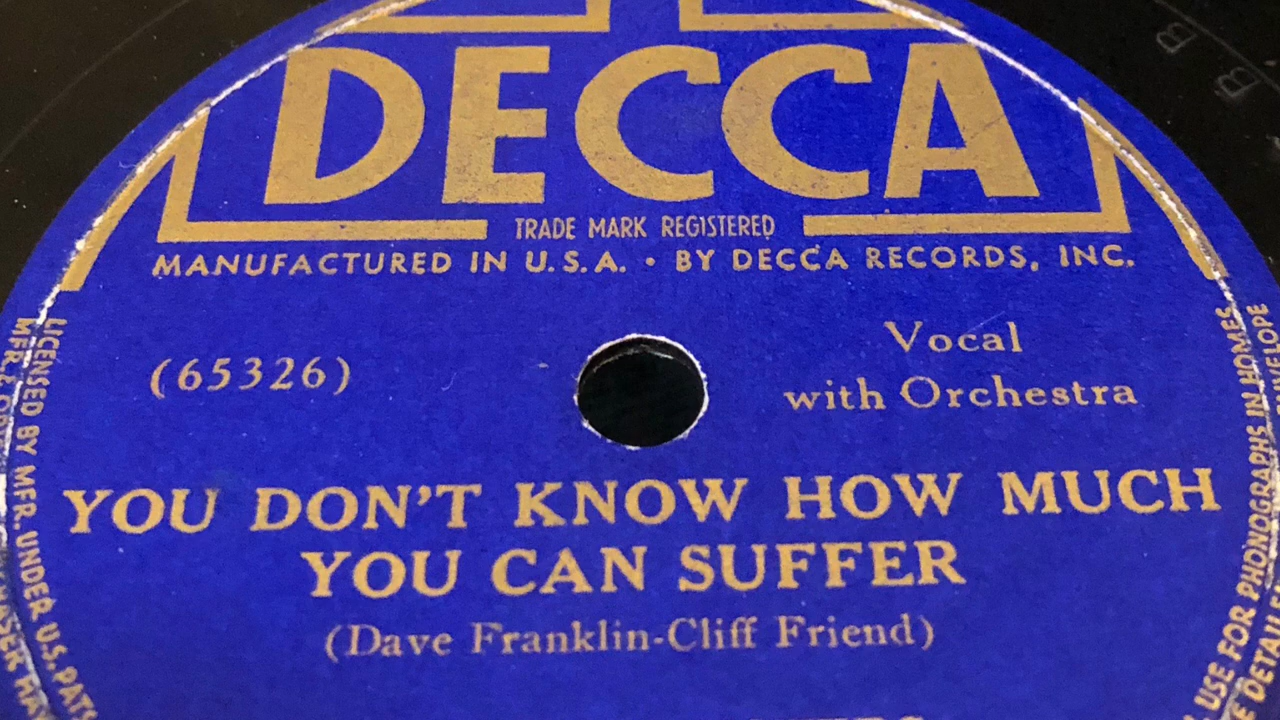 DECCA
TRADE MARK REGISTERED
MANUFACTURED IN U.S.A. • BY DECCA RECORDS, INC.
(65326)
Vocal
with Orchestra
YOU DON'T KNOW HOW MUCH
YOU CAN SUFFER
(Dave Franklin-Cliff Friend)
LICENSED BY MFR. UNDER U.S. PATS
MFR. &
USE FOR PHONOGRAPHS IN HOMES.